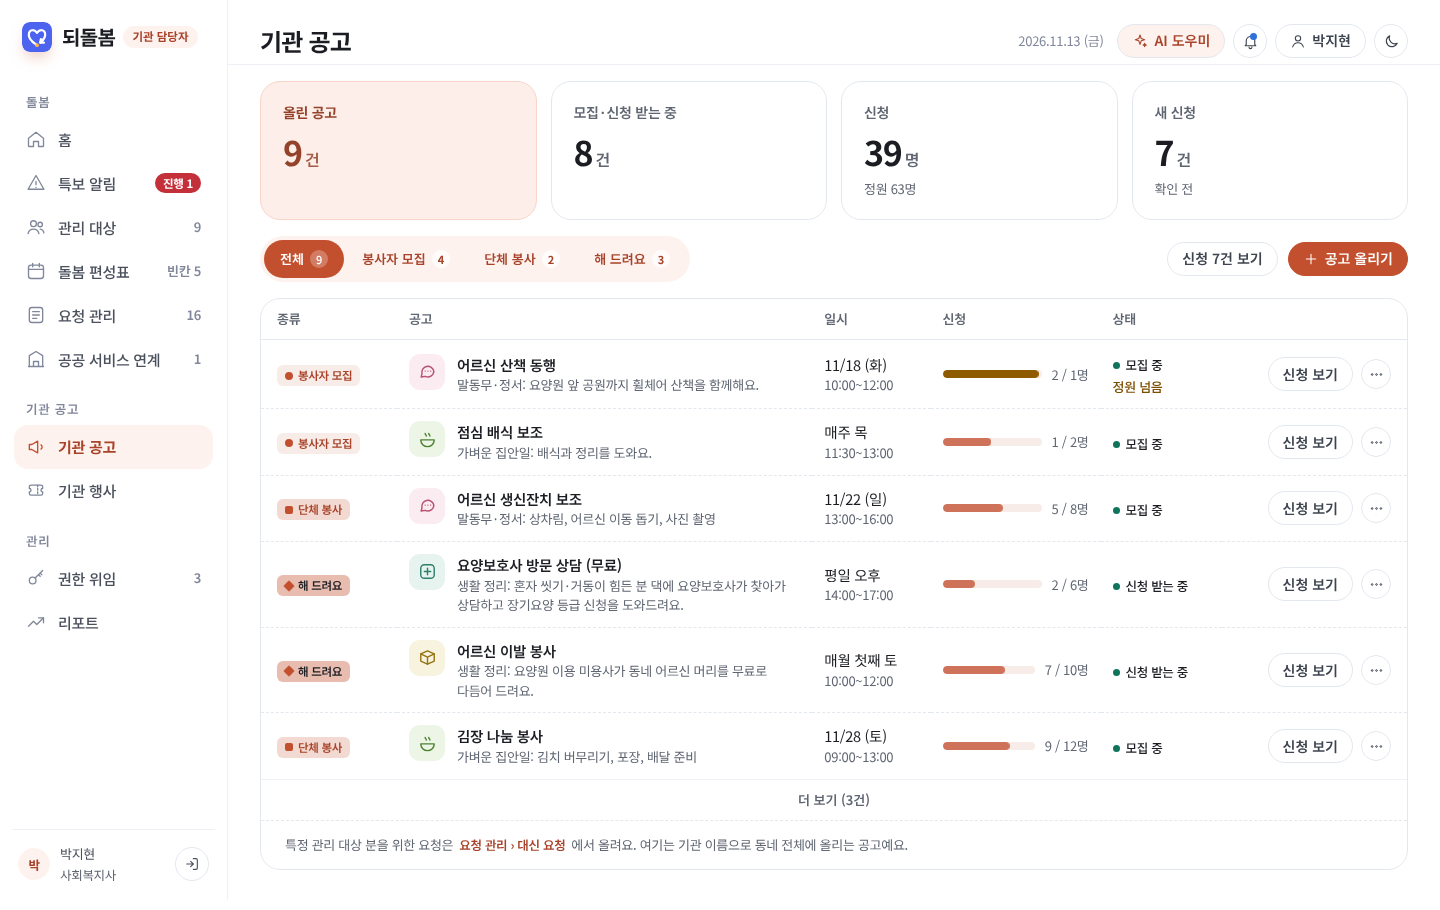 되돌봄 기관 담당자
돌봄
홈
특보 알림 진행 1
관리 대상 9
돌봄 편성표 빈칸 5
요청 관리 16
공공 서비스 연계 1
기관 공고
기관 공고
기관 행사
관리
권한 위임 3
리포트
박 박지현
사회복지사
기관 공고
2026.11.13 (금) AI 도우미 박지현
올린 공고
9 건
모집·신청 받는 중
8 건
신청
39 명
정원 63명
새 신청
7 건
확인 전
전체 9 봉사자 모집 4 단체 봉사 2 해 드려요 3
신청 7건 보기 + 공고 올리기
종류 공고 일시 신청 상태
봉사자 모집 어르신 산책 동행 11/18 (화) 2 / 1명 모집 중 신청 보기
말동무·정서: 요양원 앞 공원까지 휠체어 산책을 함께해요. 10:00~12:00 정원 넘음
봉사자 모집 점심 배식 보조 매주 목 1 / 2명 모집 중 신청 보기
가벼운 집안일: 배식과 정리를 도와요. 11:30~13:00
단체 봉사 어르신 생신잔치 보조 11/22 (일) 5 / 8명 모집 중 신청 보기
말동무·정서: 상차림, 어르신 이동 돕기, 사진 촬영 13:00~16:00
해 드려요 요양보호사 방문 상담 (무료) 평일 오후 2 / 6명 신청 받는 중 신청 보기
생활 정리: 혼자 씻기·거동이 힘든 분 댁에 요양보호사가 찾아가 14:00~17:00
상담하고 장기요양 등급 신청을 도와드려요.
해 드려요 어르신 이발 봉사 매월 첫째 토 7 / 10명 신청 받는 중 신청 보기
생활 정리: 요양원 이용 미용사가 동네 어르신 머리를 무료로 10:00~12:00
다듬어 드려요.
단체 봉사 김장 나눔 봉사 11/28 (토) 9 / 12명 모집 중 신청 보기
가벼운 집안일: 김치 버무리기, 포장, 배달 준비 09:00~13:00
더 보기 (3건)
특정 관리 대상 분을 위한 요청은 요청 관리 › 대신 요청 에서 올려요. 여기는 기관 이름으로 동네 전체에 올리는 공고예요.